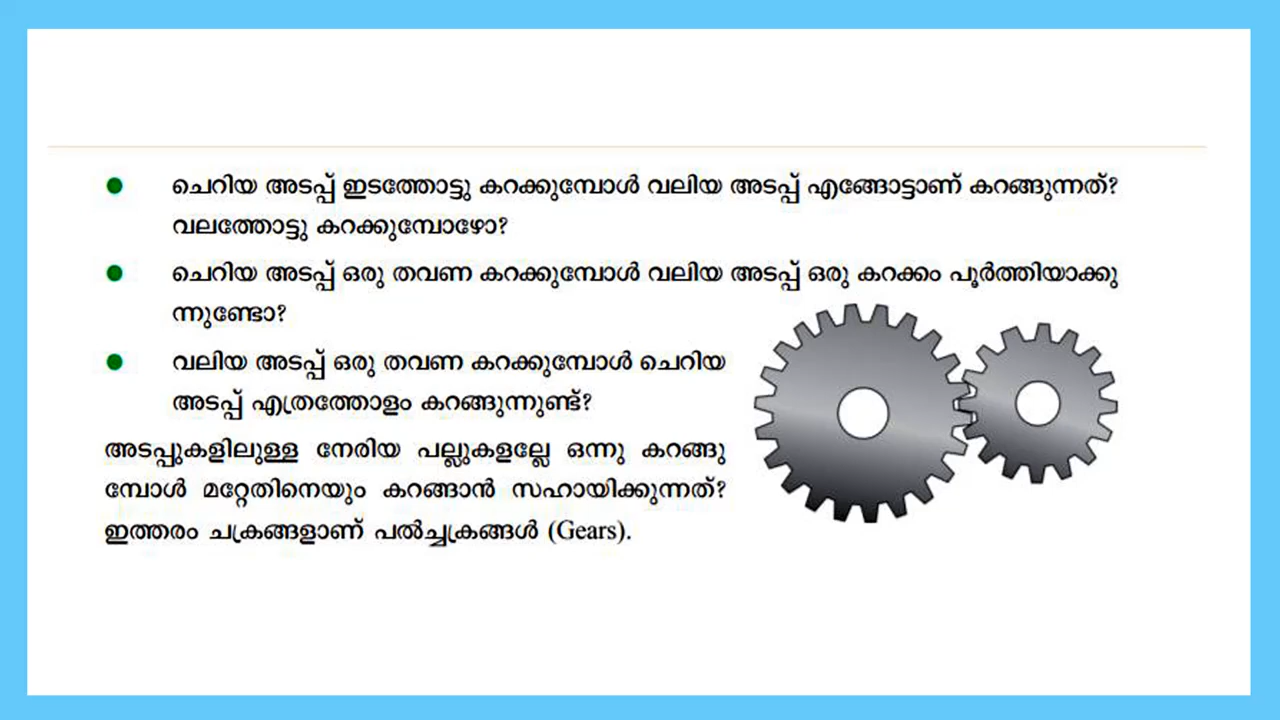 ചെറിയ അടപ്പ് ഇടത്തോട്ടു കറക്കുമ്പോൾ വലിയ അടപ്പ് എങ്ങോട്ടാണ് കറങ്ങുന്നത്?
വലത്തോട്ടു കറക്കുമ്പോഴോ?
ചെറിയ അടപ്പ് ഒരു തവണ കറക്കുമ്പോൾ വലിയ അടപ്പ് ഒരു കറക്കം പൂർത്തിയാക്കു
ന്നുണ്ടോ?
വലിയ അടപ്പ് ഒരു തവണ കറക്കുമ്പോൾ ചെറിയ
അടപ്പ് എത്രത്തോളം കറങ്ങുന്നുണ്ട്?
അടപ്പുകളിലുള്ള നേരിയ പല്ലുകളല്ലേ ഒന്നു കറങ്ങു
മ്പോൾ മറ്റേതിനെയും കറങ്ങാൻ സഹായിക്കുന്നത്?
ഇത്തരം ചക്രങ്ങളാണ് പൽച്ചക്രങ്ങൾ (Gears).